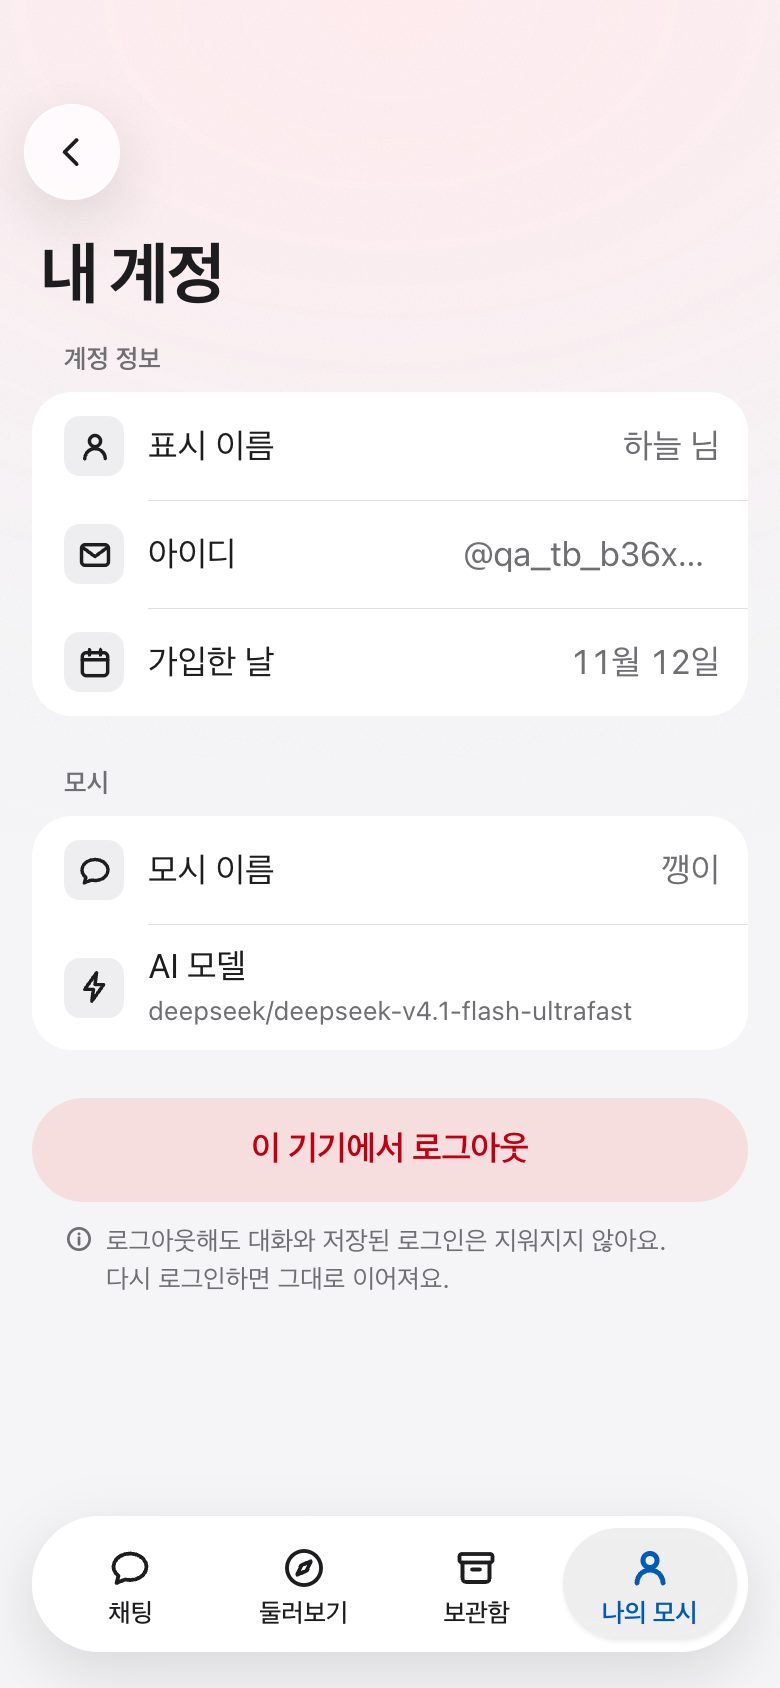 내 계정
계정 정보
표시 이름
하늘 님
아이디
@qa_tb_b36x...
가입한 날
11월 12일
모시
모시 이름
깽이
AI 모델
deepseek/deepseek-v4.1-flash-ultrafast
이 기기에서 로그아웃
로그아웃해도 대화와 저장된 로그인은 지워지지 않아요.
다시 로그인하면 그대로 이어져요.
채팅
둘러보기
보관함
나의 모시